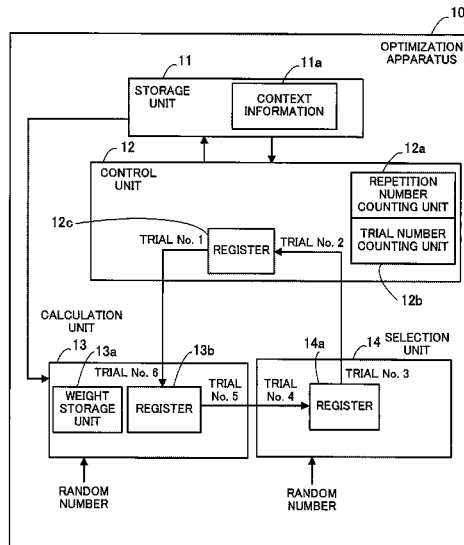 10
OPTIMIZATION
APPARATUS
11
11a
STORAGE
UNIT
CONTEXT
INFORMATION
12
12a
CONTROL
UNIT
REPETITION
NUMBER
COUNTING UNIT
TRIAL NUMBER
COUNTING UNIT
12b
12c
TRIAL No. 1
REGISTER
TRIAL No. 2
CALCULATION
UNIT
13
13a
TRIAL No. 6
13b
WEIGHT
STORAGE
UNIT
REGISTER
TRIAL
No. 5
SELECTION
UNIT
14
14a
TRIAL No. 3
TRIAL
No. 4
REGISTER
RANDOM
NUMBER
RANDOM
NUMBER